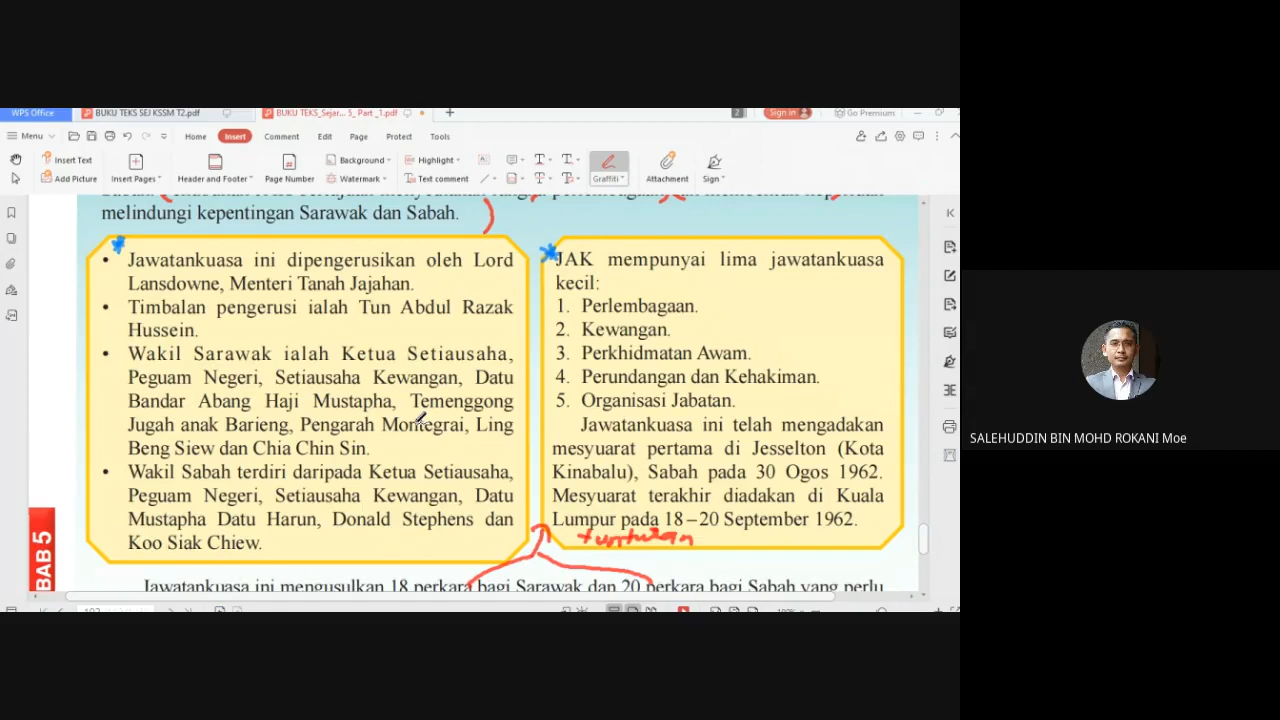 WPS Office
BUKU TEKS SEJ KSSM T2.pdf
BUKU TEKS_Sejar... 5_ Part _1.pdf
+
2
Sign in
Go Premium
Menu
Home
Insert
Comment
Edit
Page
Protect
Tools
Insert Text
Add Picture
Insert Pages
Header and Footer
Page Number
Background
Watermark
Highlight
Text comment
Graffiti
Attachment
Sign
melindungi kepentingan Sarawak dan Sabah.
• Jawatankuasa ini dipengerusikan oleh Lord
Lansdowne, Menteri Tanah Jajahan.
• Timbalan pengerusi ialah Tun Abdul Razak
Hussein.
• Wakil Sarawak ialah Ketua Setiausaha,
Peguam Negeri, Setiausaha Kewangan, Datu
Bandar Abang Haji Mustapha, Temenggong
Jugah anak Barieng, Pengarah Montegrai, Ling
Beng Siew dan Chia Chin Sin.
• Wakil Sabah terdiri daripada Ketua Setiausaha,
Peguam Negeri, Setiausaha Kewangan, Datu
Mustapha Datu Harun, Donald Stephens dan
Koo Siak Chiew.
JAK mempunyai lima jawatankuasa
kecil:
1. Perlembagaan.
2. Kewangan.
3. Perkhidmatan Awam.
4. Perundangan dan Kehakiman.
5. Organisasi Jabatan.
Jawatankuasa ini telah mengadakan
mesyuarat pertama di Jesselton (Kota
Kinabalu), Sabah pada 30 Ogos 1962.
Mesyuarat terakhir diadakan di Kuala
Lumpur pada 18–20 September 1962.
tuntutan
BAB 5
Jawatankuasa ini mengusulkan 18 perkara bagi Sarawak dan 20 perkara bagi Sabah yang perlu
SALEHUDDIN BIN MOHD ROKANI Moe